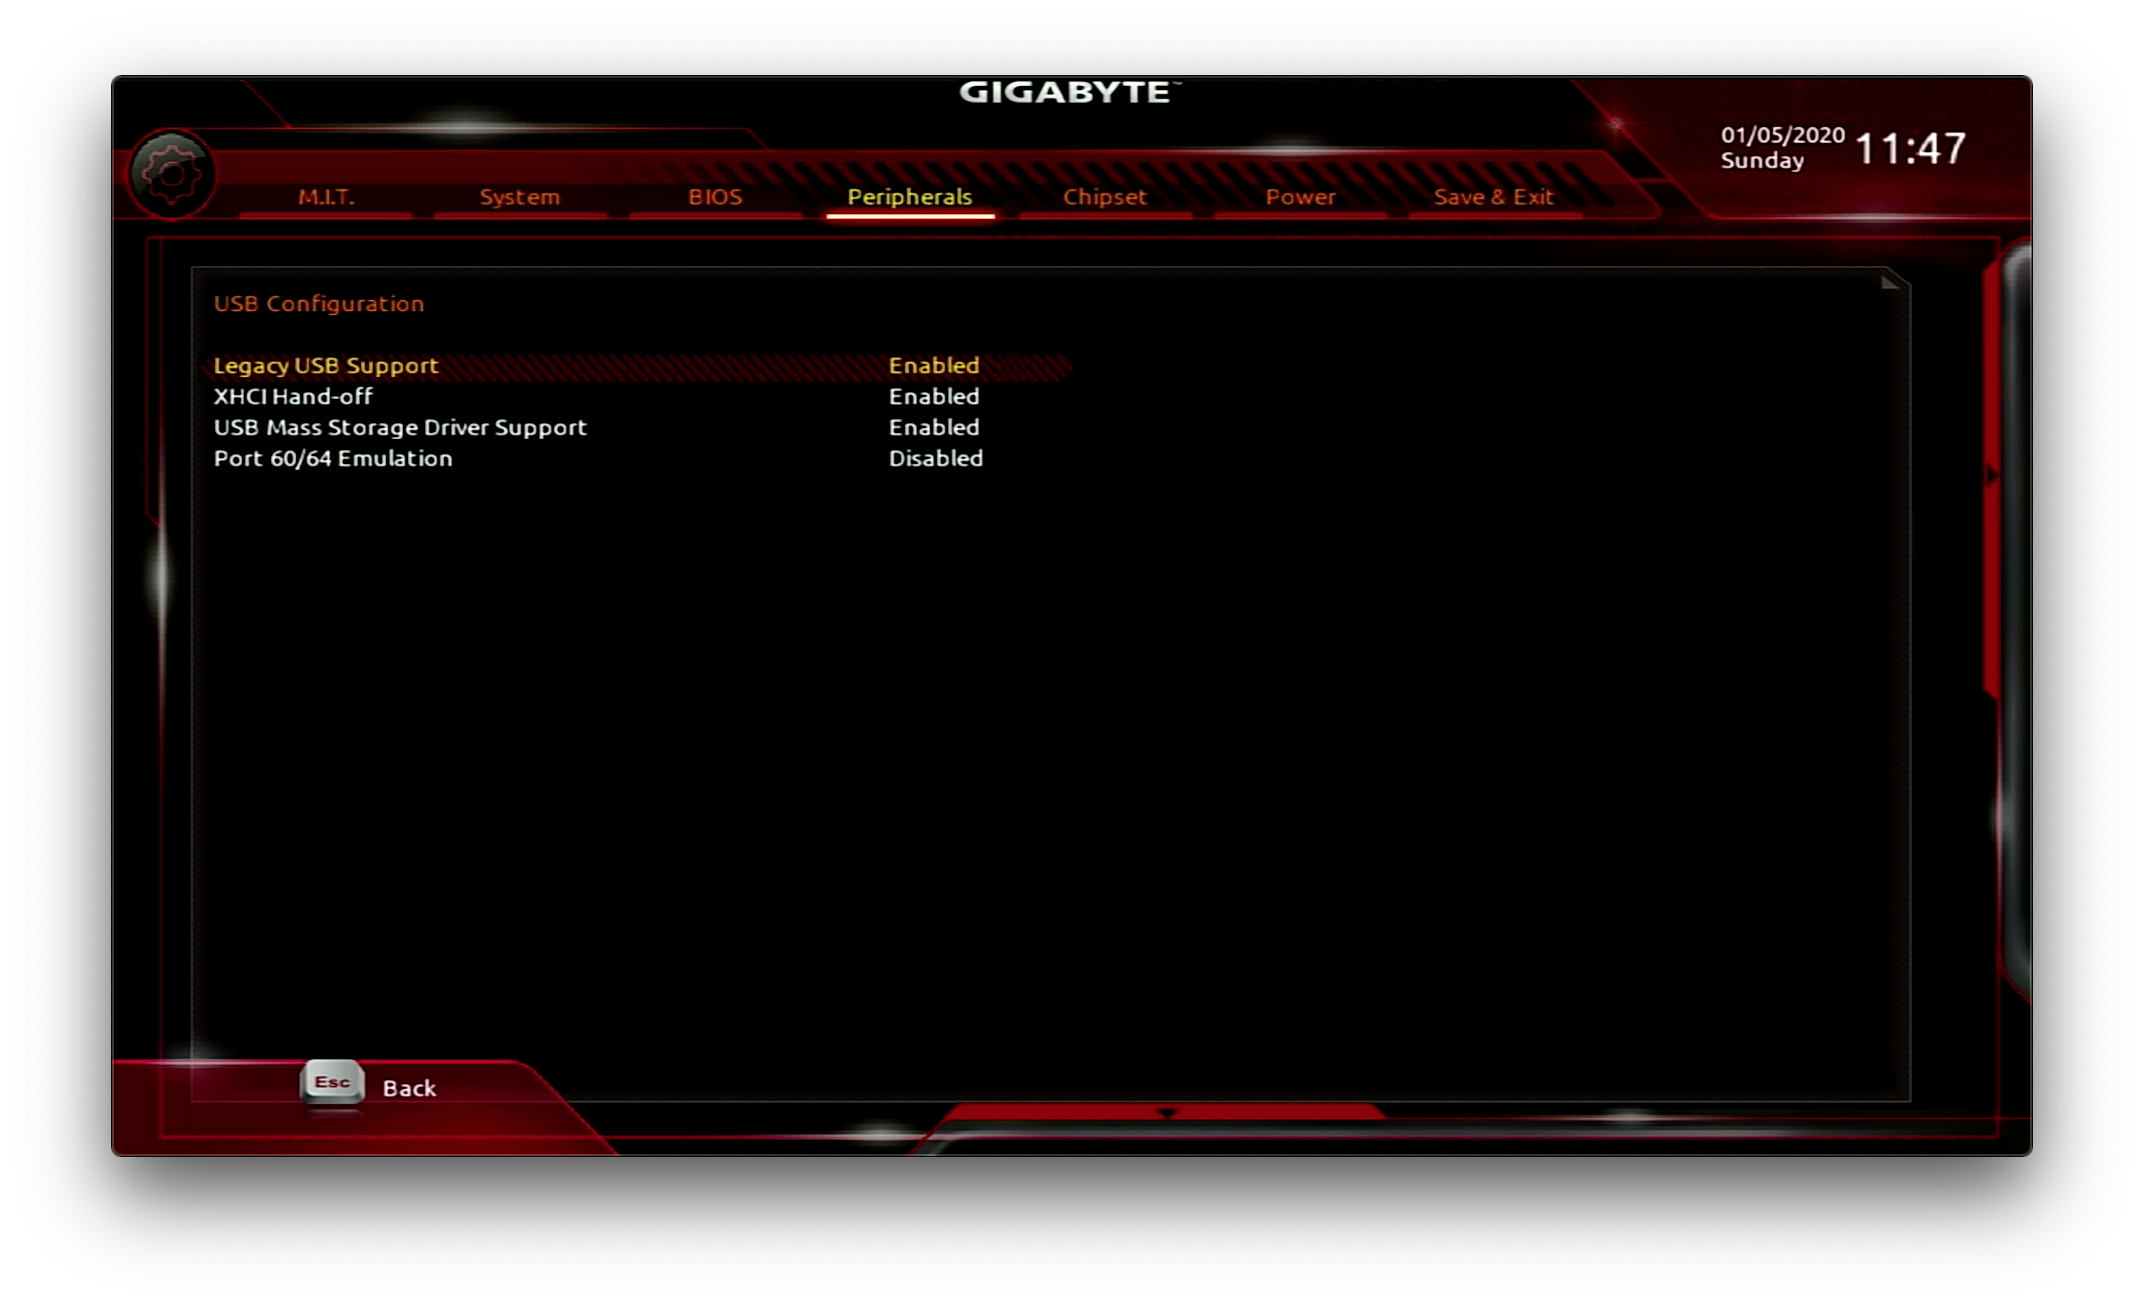 GIGABYTE™
01/05/2020
Sunday
11:47
M.I.T. System BIOS Peripherals Chipset Power Save & Exit
USB Configuration
Legacy USB Support Enabled
XHCI Hand-off Enabled
USB Mass Storage Driver Support Enabled
Port 60/64 Emulation Disabled
Esc Back